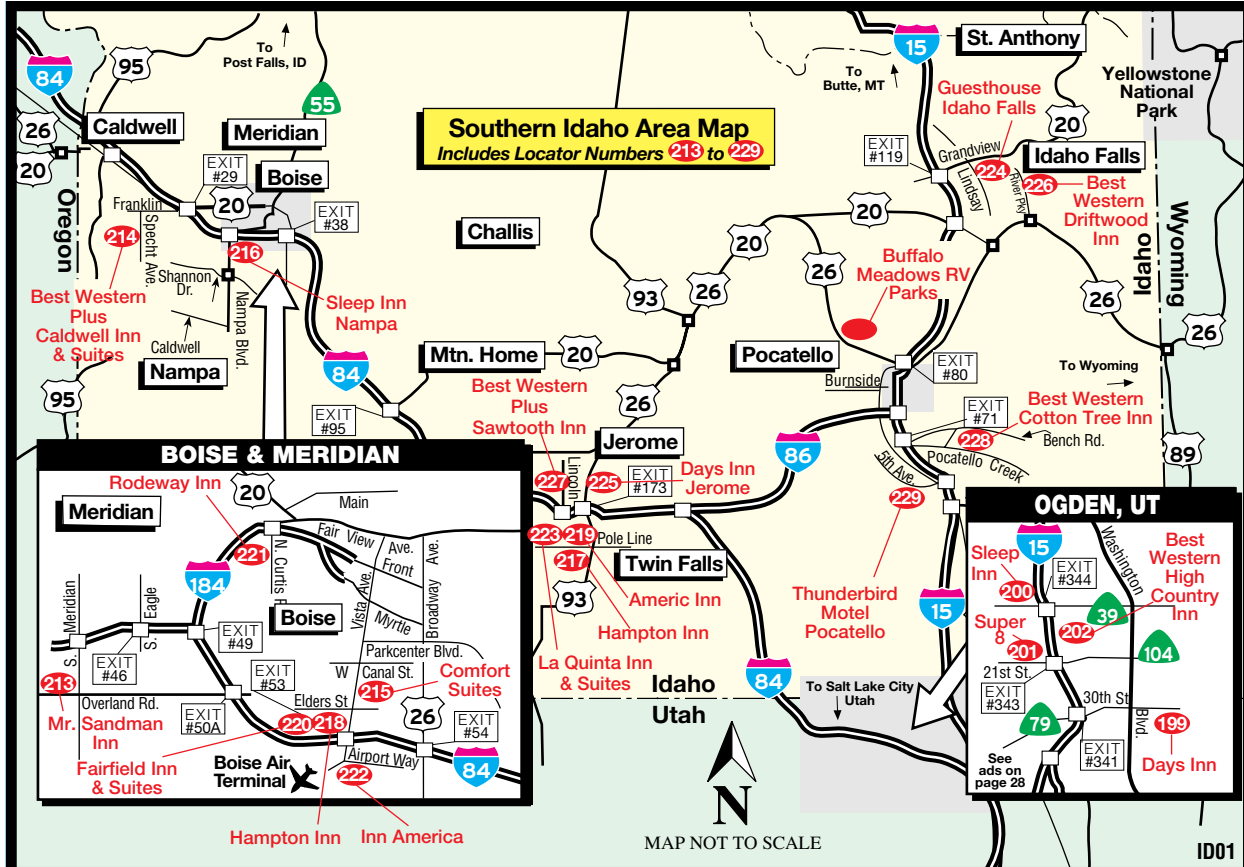 To
Post Falls, ID
95
84
55
26
20
20
Caldwell
Meridian
Boise
EXIT
#29
20
EXIT
#38
Franklin
Specht Ave.
214
216
Shannon
Dr.
Nampa Blvd.
Caldwell
Nampa
Oregon
Best Western
Plus
Caldwell Inn
& Suites
Sleep Inn
Nampa
95
84
EXIT
#95
Mtn. Home
20
Southern Idaho Area Map
Includes Locator Numbers 213 to 229
Challis
93
26
20
20
26
26
15
To
Butte, MT
St. Anthony
Guesthouse
Idaho Falls
Yellowstone
National
Park
20
EXIT
#119
Grandview
224
Lindsay
River Pky
Idaho Falls
226
Best
Western
Driftwood
Inn
Wyoming
Idaho
26
26
89
Buffalo
Meadows RV
Parks
Pocatello
Burnside
EXIT
#80
To Wyoming
EXIT
#71
Best Western
Cotton Tree Inn
228
Bench Rd.
Pocatello Creek
5th Ave.
229
Thunderbird
Motel
Pocatello
15
86
Best Western
Plus
Sawtooth Inn
Jerome
227
Lincoln
225
EXIT
#173
Days Inn
Jerome
223
219
Pole Line
217
Twin Falls
93
Americ Inn
Hampton Inn
La Quinta Inn
& Suites
Idaho
Utah
84
To Salt Lake City
Utah
N
MAP NOT TO SCALE
BOISE & MERIDIAN
Rodeway Inn
20
Main
Meridian
221
Fair View
Ave.
Front
184
N. Curtis R
Vista Ave.
Broadway Ave.
Boise
Myrtle
S. Meridian
S. Eagle
EXIT
#46
EXIT
#49
Parkcenter Blvd.
W
Canal St.
215
Comfort
Suites
213
Overland Rd.
EXIT
#53
Elders St
EXIT
#50A
220
218
26
EXIT
#54
Mr. Sandman
Inn
Fairfield Inn
& Suites
Boise Air
Terminal
Airport Way
222
84
Hampton Inn
Inn America
OGDEN, UT
15
Washington
Blvd.
Sleep
Inn
200
EXIT
#344
Best
Western
High
Country
Inn
39
Super
8
201
202
104
21st St.
EXIT
#343
30th St
79
199
EXIT
#341
Days Inn
See
ads on
page 28
ID01